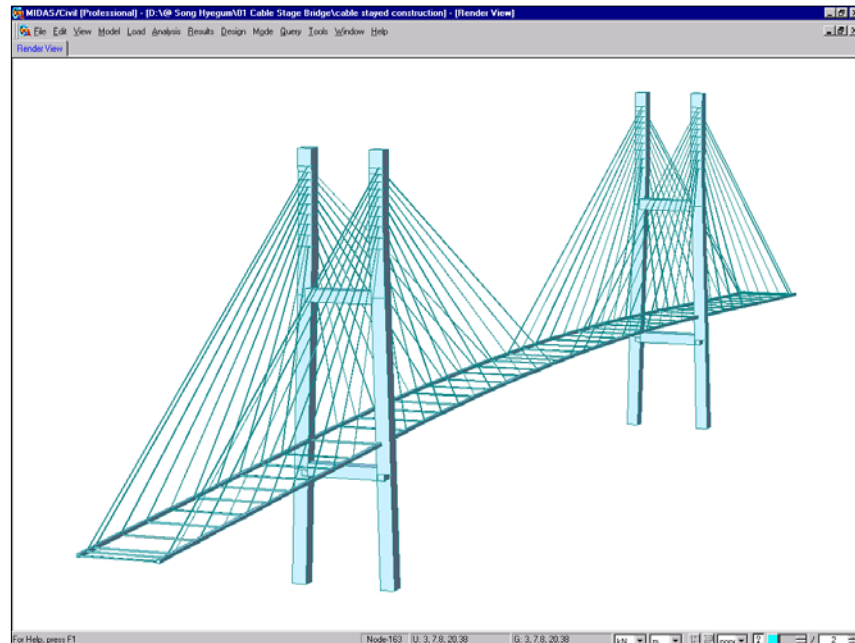 MIDAS/Civil [Professional] - [D:\@ Song Hyegum\01 Cable Stage Bridge\cable stayed construction] - [Render View]
File Edit View Model Load Analysis Results Design Mode Query Tools Window Help
Render View
For Help, press F1 Node-163 U: 3, 7.8, 20.38 G: 3, 7.8, 20.38 kN m none ? / 2